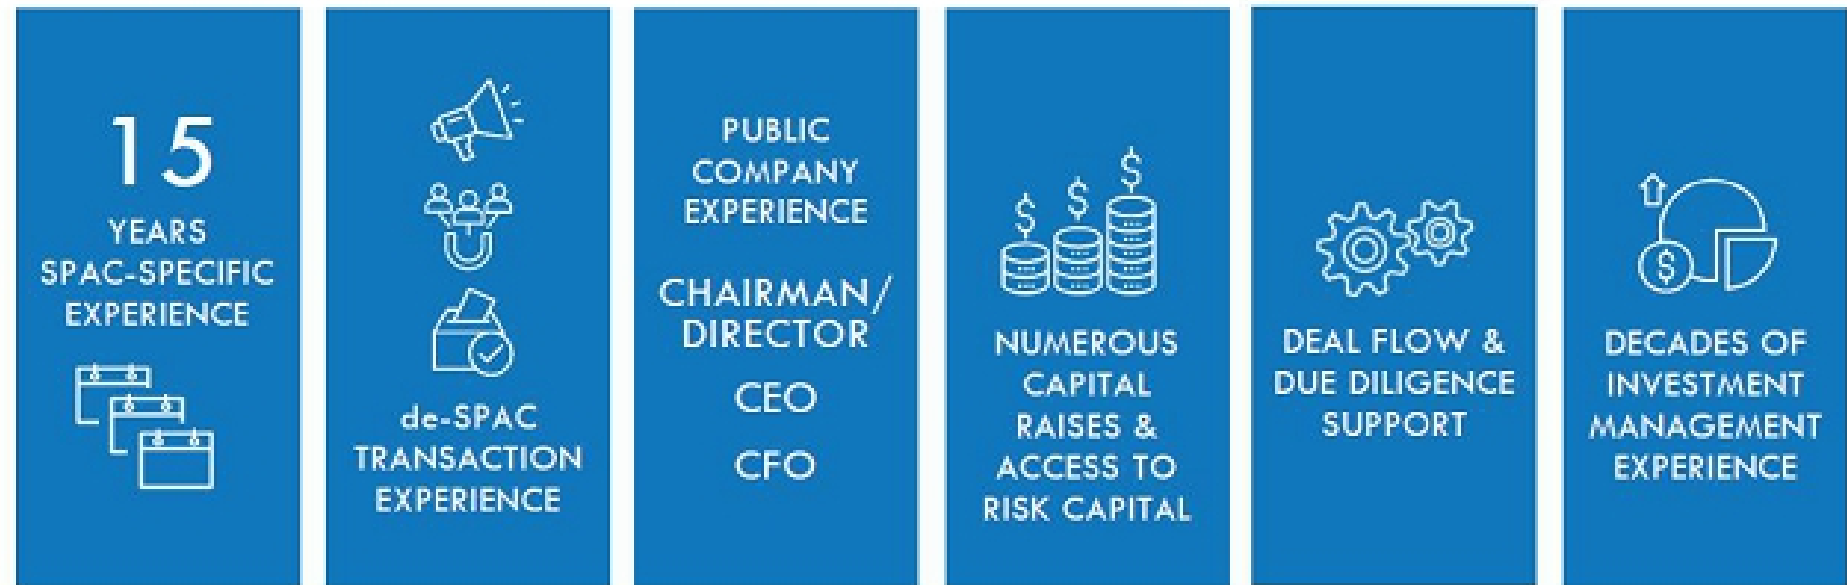 15
YEARS
SPAC-SPECIFIC
EXPERIENCE
de-SPAC
TRANSACTION
EXPERIENCE
PUBLIC
COMPANY
EXPERIENCE
CHAIRMAN/
DIRECTOR
CEO
CFO
$ $ $
NUMEROUS
CAPITAL
RAISES &
ACCESS TO
RISK CAPITAL
DEAL FLOW &
DUE DILIGENCE
SUPPORT
$
DECADES OF
INVESTMENT
MANAGEMENT
EXPERIENCE